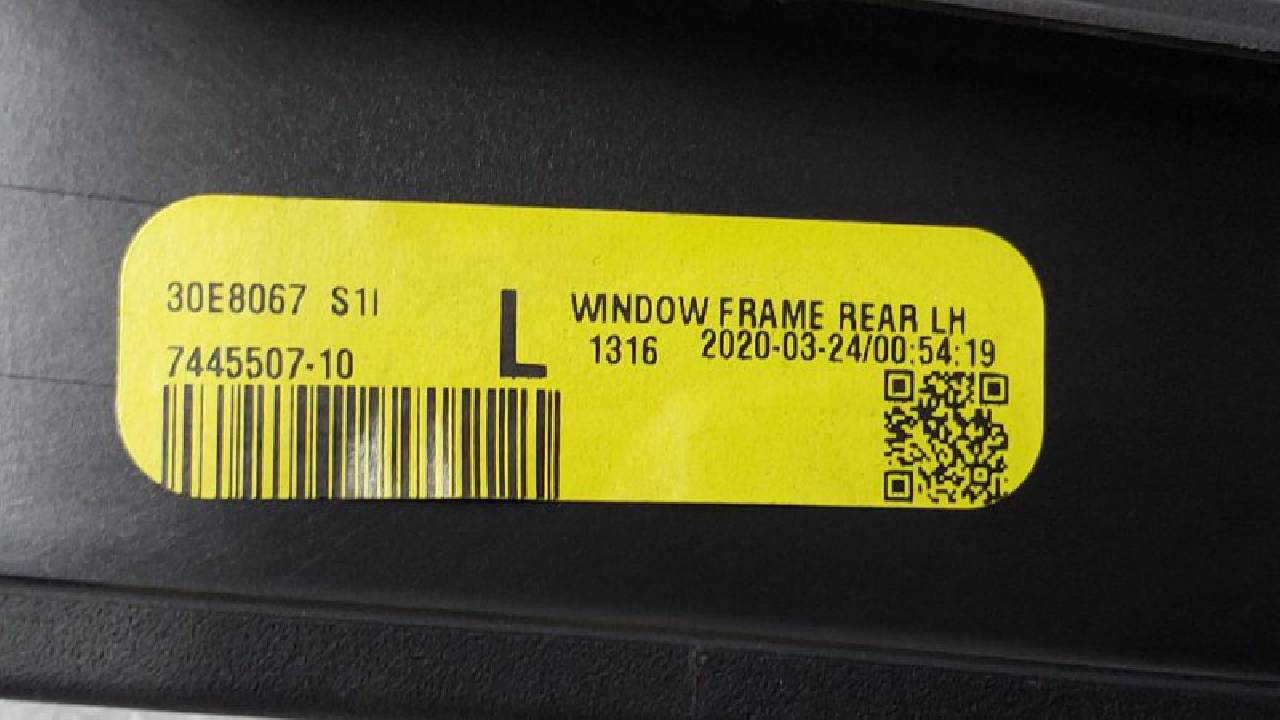 30E8067 S1I
7445507-10
L
WINDOW FRAME REAR LH
1316 2020-03-24/00:54:19